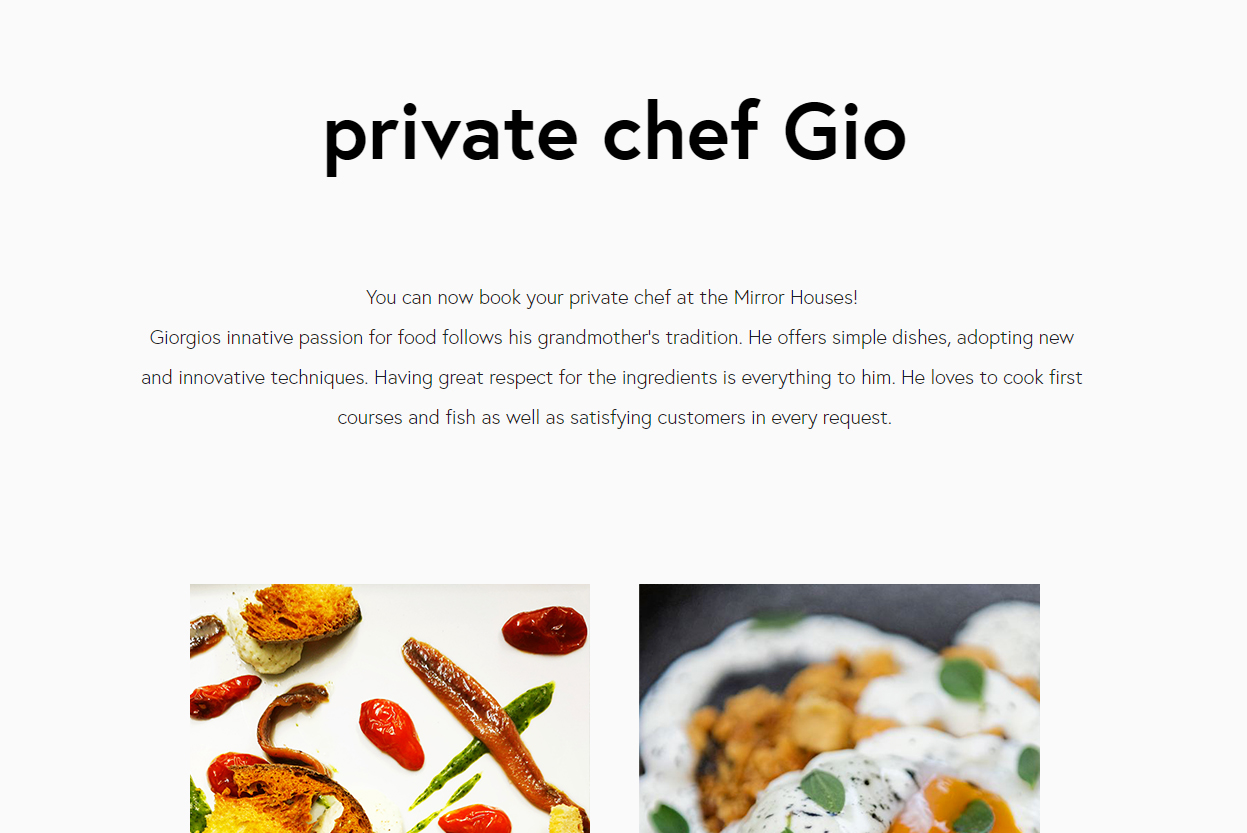 private chef Gio
You can now book your private chef at the Mirror Houses!
Giorgios innative passion for food follows his grandmother's tradition. He offers simple dishes, adopting new
and innovative techniques. Having great respect for the ingredients is everything to him. He loves to cook first
courses and fish as well as satisfying customers in every request.